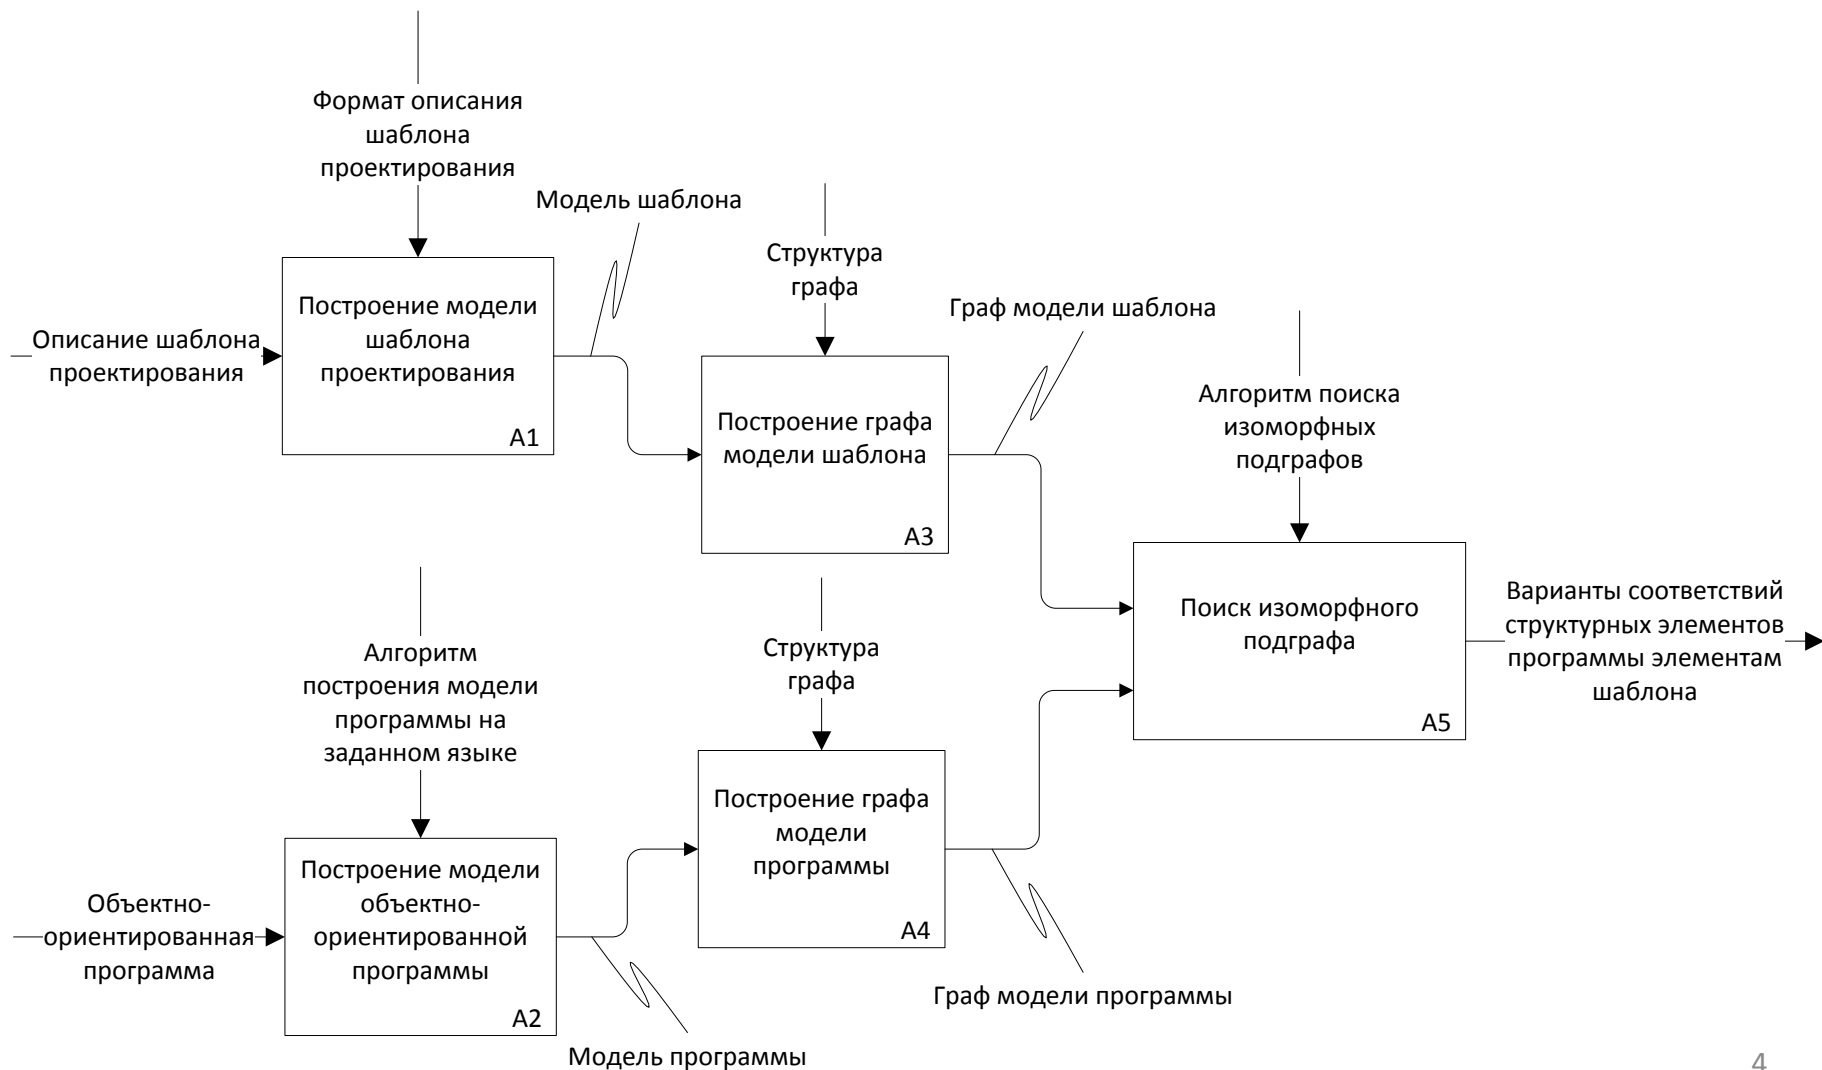 Формат описания
шаблона
проектирования
Модель шаблона
Структура
графа
Граф модели шаблона
Описание шаблона
проектирования
Построение модели
шаблона
проектирования
A1
Построение графа
модели шаблона
A3
Алгоритм поиска
изоморфных
подграфов
Поиск изоморфного
подграфа
A5
Варианты соответствий
структурных элементов
программы элементам
шаблона
Алгоритм
построения модели
программы на
заданном языке
Структура
графа
Объектно-
ориентированная
программа
Построение модели
объектно-
ориентированной
программы
A2
Построение графа
модели
программы
A4
Граф модели программы
Модель программы
4